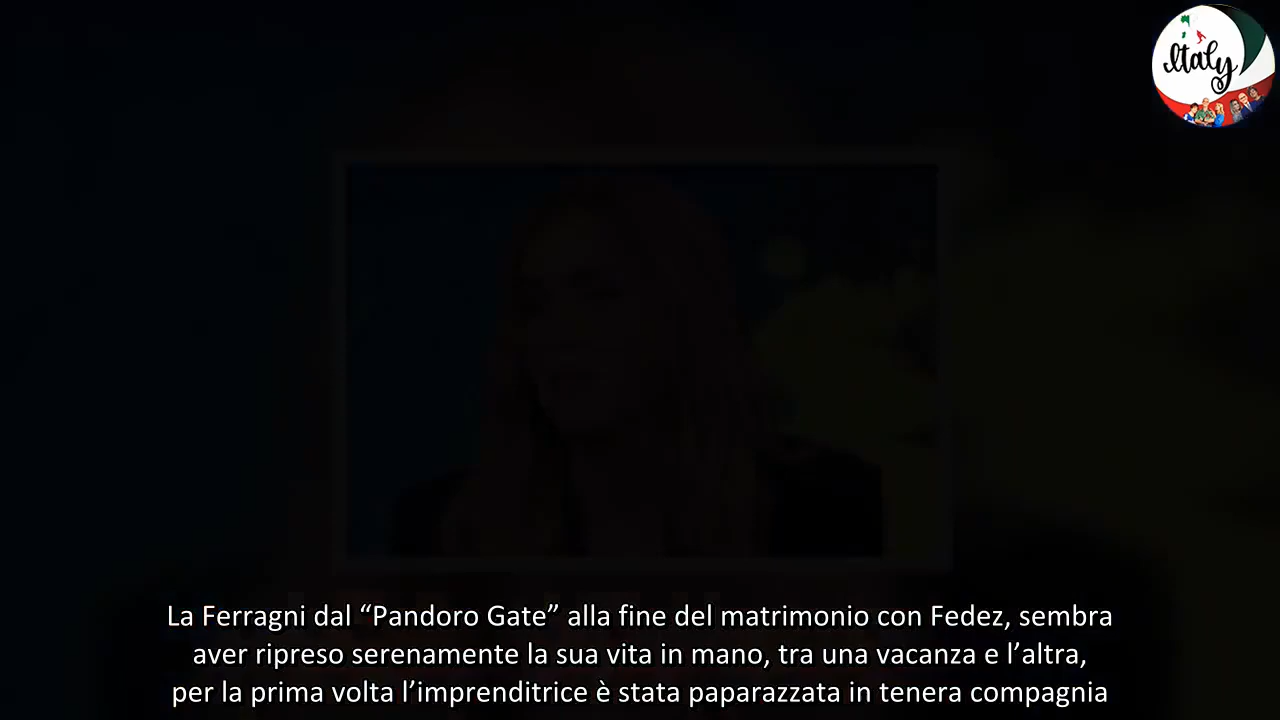 Italy
La Ferragni dal “Pandoro Gate” alla fine del matrimonio con Fedez, sembra
aver ripreso serenamente la sua vita in mano, tra una vacanza e l’altra,
per la prima volta l’imprenditrice è stata paparazzata in tenera compagnia